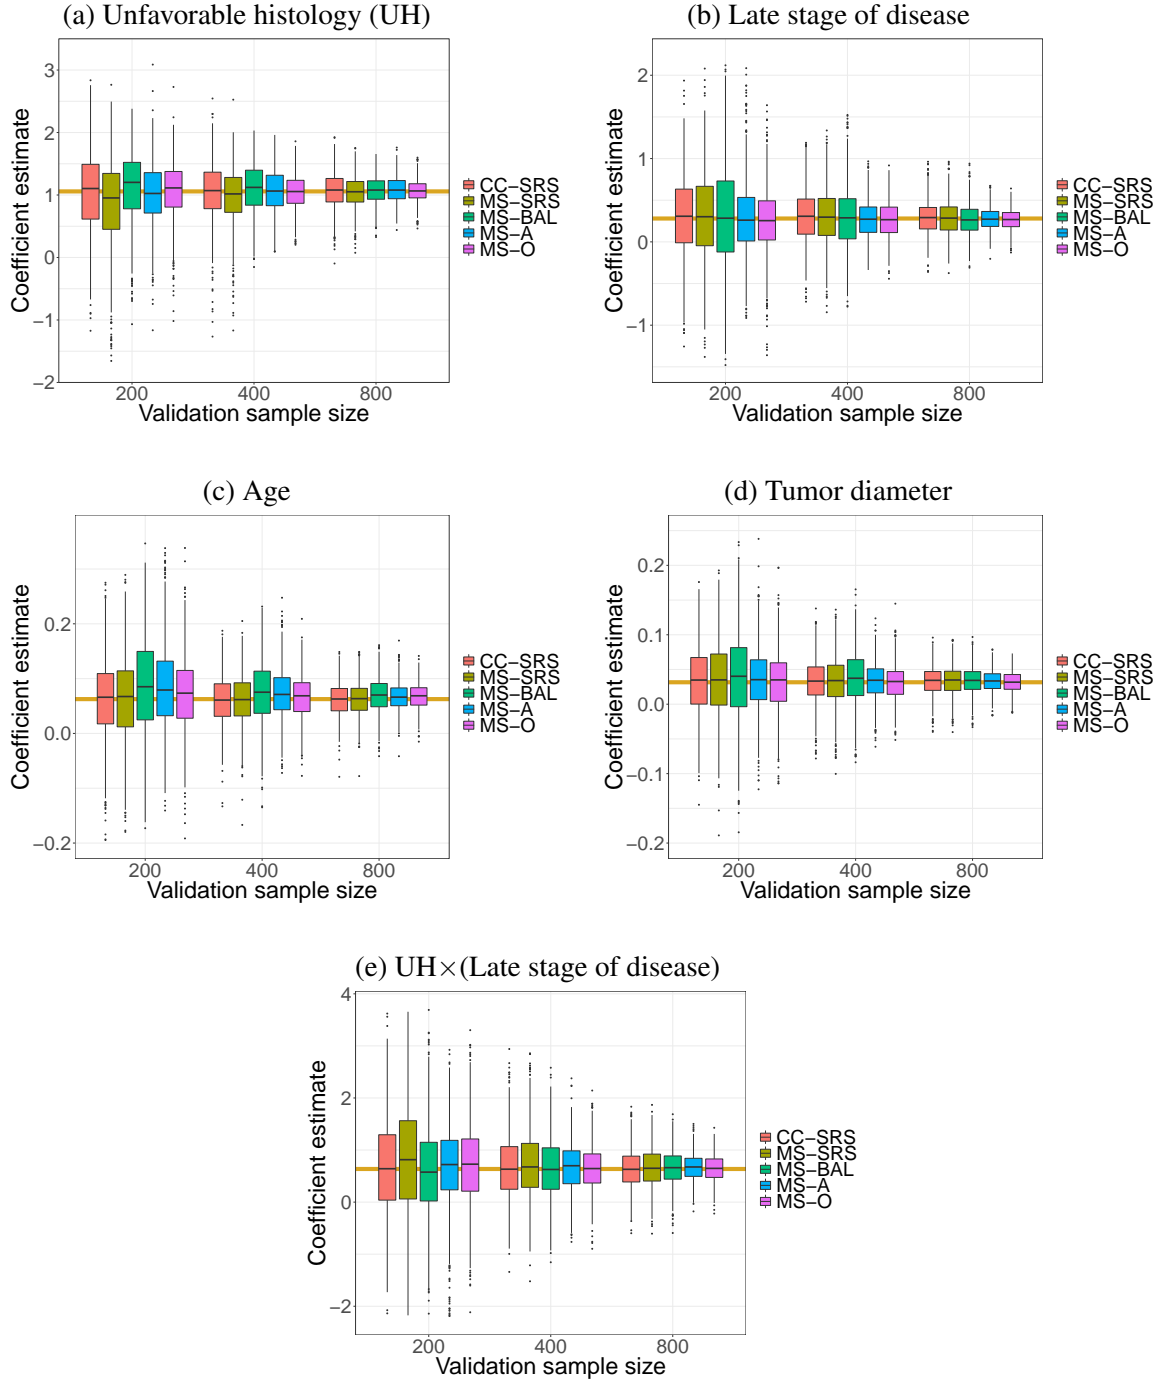 (a) Unfavorable histology (UH)
Coefficient estimate
3
2
1
0
−1
−2
200
400
800
Validation sample size
CC−SRS
MS−SRS
MS−BAL
MS−A
MS−O
(b) Late stage of disease
Coefficient estimate
2
1
0
−1
200
400
800
Validation sample size
CC−SRS
MS−SRS
MS−BAL
MS−A
MS−O
(c) Age
Coefficient estimate
0.2
0.0
−0.2
200
400
800
Validation sample size
CC−SRS
MS−SRS
MS−BAL
MS−A
MS−O
(d) Tumor diameter
Coefficient estimate
0.2
0.1
0.0
−0.1
−0.2
200
400
800
Validation sample size
CC−SRS
MS−SRS
MS−BAL
MS−A
MS−O
(e) UH×(Late stage of disease)
Coefficient estimate
4
2
0
−2
200
400
800
Validation sample size
CC−SRS
MS−SRS
MS−BAL
MS−A
MS−O